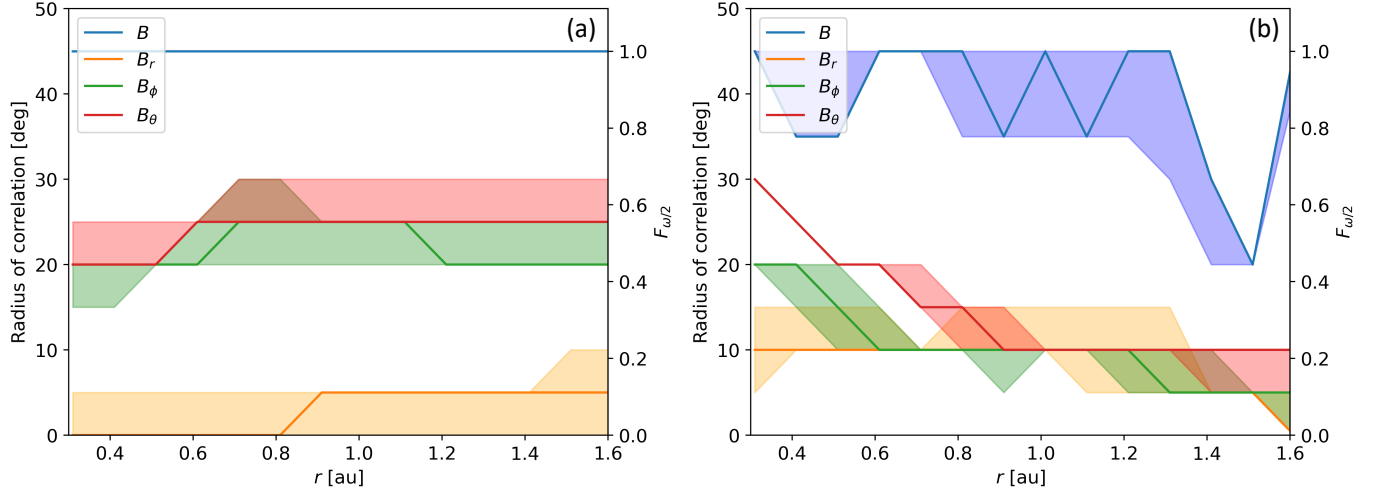 (a)
50
40
30
20
10
0
Radius of correlation [deg]
B
B_r
B_ϕ
B_θ
1.0
0.8
0.6
0.4
0.2
0.0
F_ω/2
0.4 0.6 0.8 1.0 1.2 1.4 1.6
r [au]
(b)
50
40
30
20
10
0
Radius of correlation [deg]
B
B_r
B_ϕ
B_θ
1.0
0.8
0.6
0.4
0.2
0.0
F_ω/2
0.4 0.6 0.8 1.0 1.2 1.4 1.6
r [au]